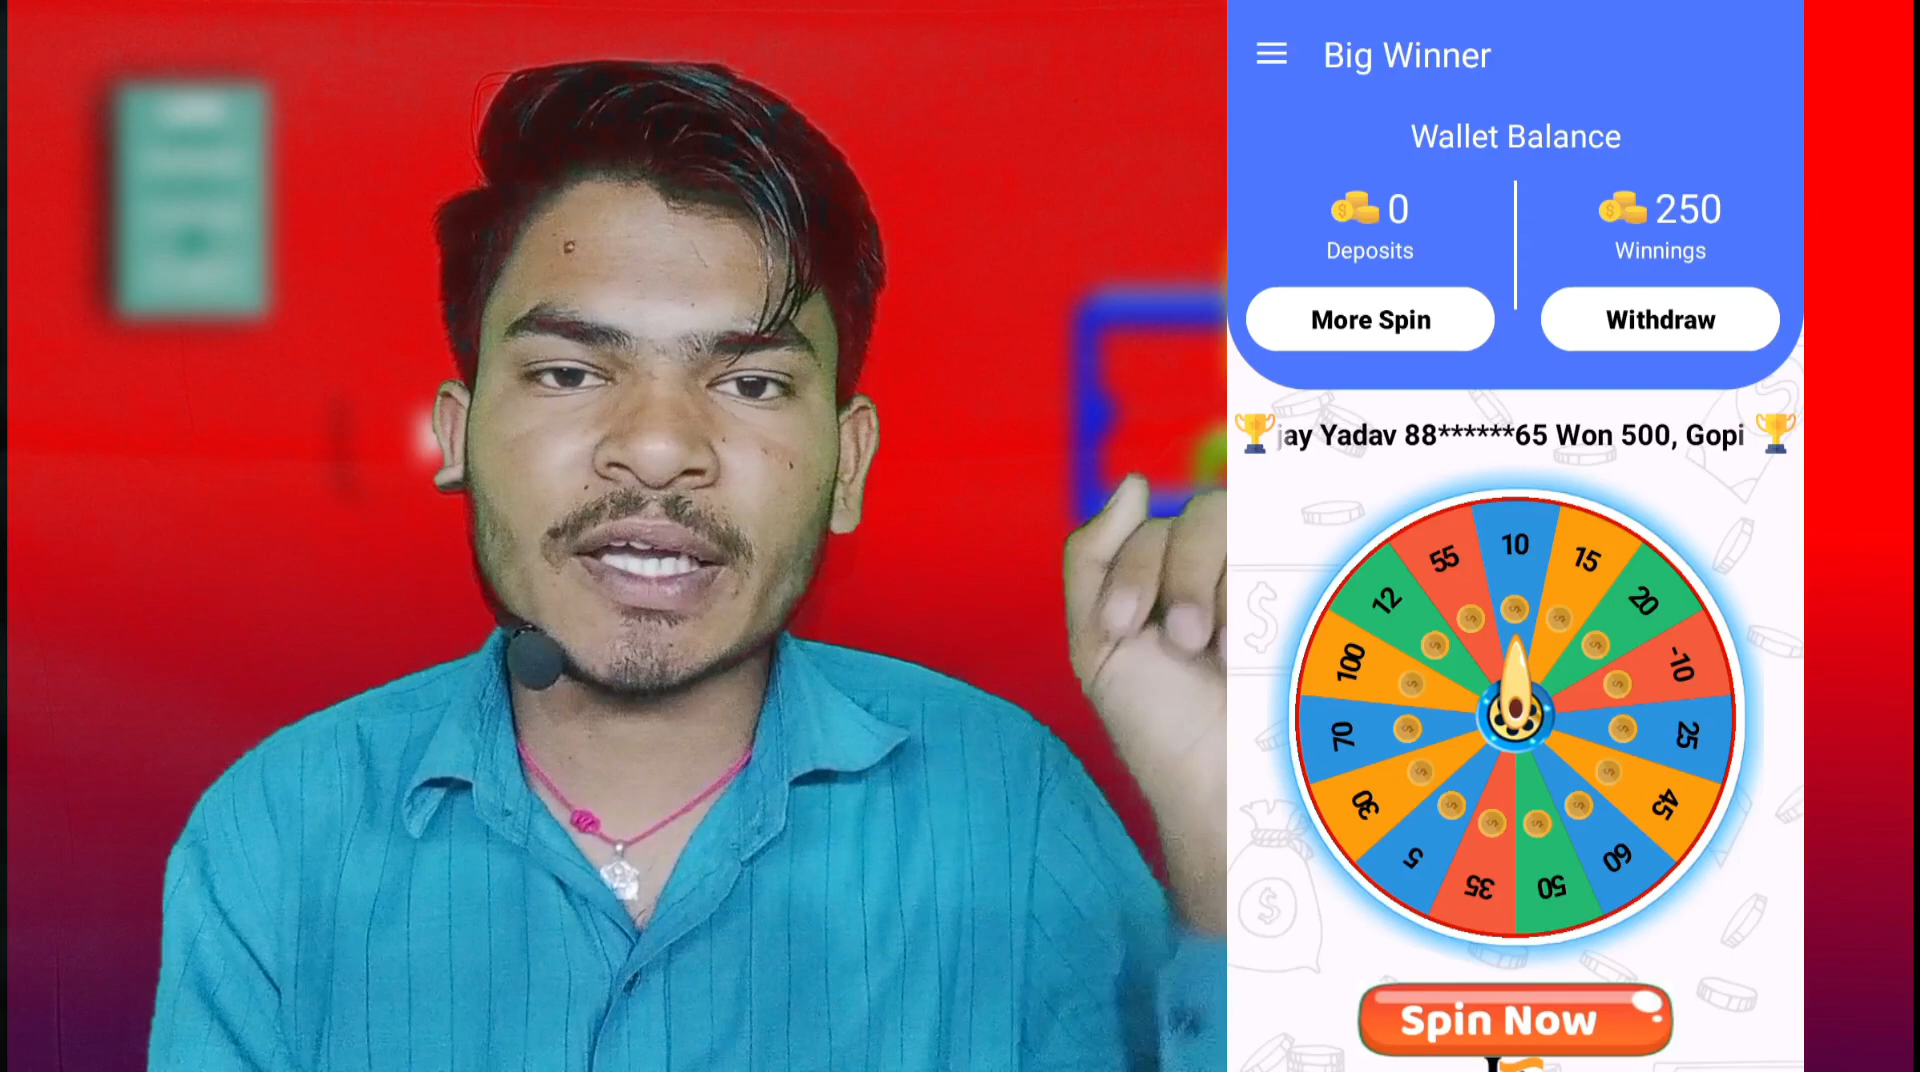 Big Winner
Wallet Balance
0
250
Deposits
Winnings
More Spin
Withdraw
jay Yadav 88******65 Won 500, Gopi
10
15
20
-10
25
45
60
50
35
5
30
70
100
12
55
Spin Now